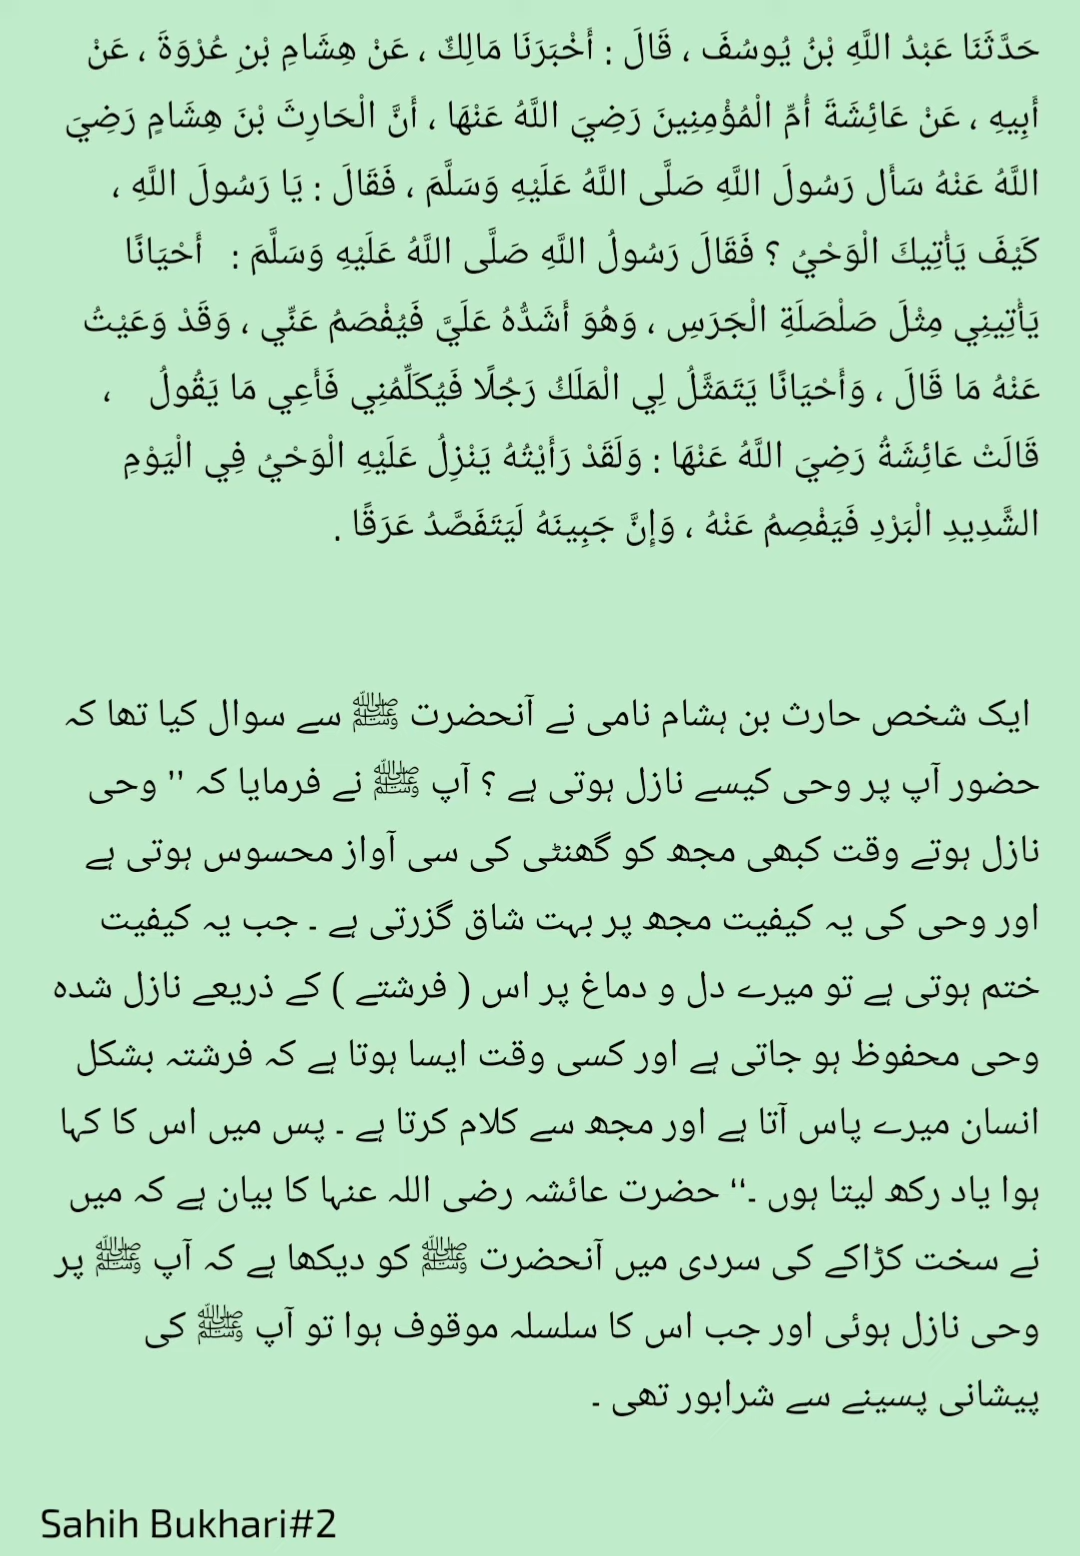 حَدَّثَنَا عَبْدُ اللَّهِ بْنُ يُوسُفَ ، قَالَ : أَخْبَرَنَا مَالِكٌ ، عَنْ هِشَامِ بْنِ عُرْوَةَ ، عَنْ
أَبِيهِ ، عَنْ عَائِشَةَ أُمِّ الْمُؤْمِنِينَ رَضِيَ اللَّهُ عَنْهَا ، أَنَّ الْحَارِثَ بْنَ هِشَامٍ رَضِيَ
اللَّهُ عَنْهُ سَأَل رَسُولَ اللَّهِ صَلَّى اللَّهُ عَلَيْهِ وَسَلَّمَ ، فَقَالَ : يَا رَسُولَ اللَّهِ ،
كَيْفَ يَأْتِيكَ الْوَحْيُ ؟ فَقَالَ رَسُولُ اللَّهِ صَلَّى اللَّهُ عَلَيْهِ وَسَلَّمَ : أَحْيَانًا
يَأْتِينِي مِثْلَ صَلْصَلَةِ الْجَرَسِ ، وَهُوَ أَشَدُّهُ عَلَيَّ فَيُفْصَمُ عَنِّي ، وَقَدْ وَعَيْتُ
عَنْهُ مَا قَالَ ، وَأَحْيَانًا يَتَمَثَّلُ لِي الْمَلَكُ رَجُلًا فَيُكَلِّمُنِي فَأَعِي مَا يَقُولُ ،
قَالَتْ عَائِشَةُ رَضِيَ اللَّهُ عَنْهَا : وَلَقَدْ رَأَيْتُهُ يَنْزِلُ عَلَيْهِ الْوَحْيُ فِي الْيَوْمِ
الشَّدِيدِ الْبَرْدِ فَيَفْصِمُ عَنْهُ ، وَإِنَّ جَبِينَهُ لَيَتَفَصَّدُ عَرَقًا .
ایک شخص حارث بن ہشام نامی نے آنحضرت ﷺ سے سوال کیا تھا کہ
حضور آپ پر وحی کیسے نازل ہوتی ہے ؟ آپ ﷺ نے فرمایا کہ ’’ وحی
نازل ہوتے وقت کبھی مجھ کو گھنٹی کی سی آواز محسوس ہوتی ہے
اور وحی کی یہ کیفیت مجھ پر بہت شاق گزرتی ہے ۔ جب یہ کیفیت
ختم ہوتی ہے تو میرے دل و دماغ پر اس ( فرشتے ) کے ذریعے نازل شدہ
وحی محفوظ ہو جاتی ہے اور کسی وقت ایسا ہوتا ہے کہ فرشتہ بشکل
انسان میرے پاس آتا ہے اور مجھ سے کلام کرتا ہے ۔ پس میں اس کا کہا
ہوا یاد رکھ لیتا ہوں ۔‘‘ حضرت عائشہ رضی اللہ عنہا کا بیان ہے کہ میں
نے سخت کڑاکے کی سردی میں آنحضرت ﷺ کو دیکھا ہے کہ آپ ﷺ پر
وحی نازل ہوئی اور جب اس کا سلسلہ موقوف ہوا تو آپ ﷺ کی
پیشانی پسینے سے شرابور تھی ۔
Sahih Bukhari#2